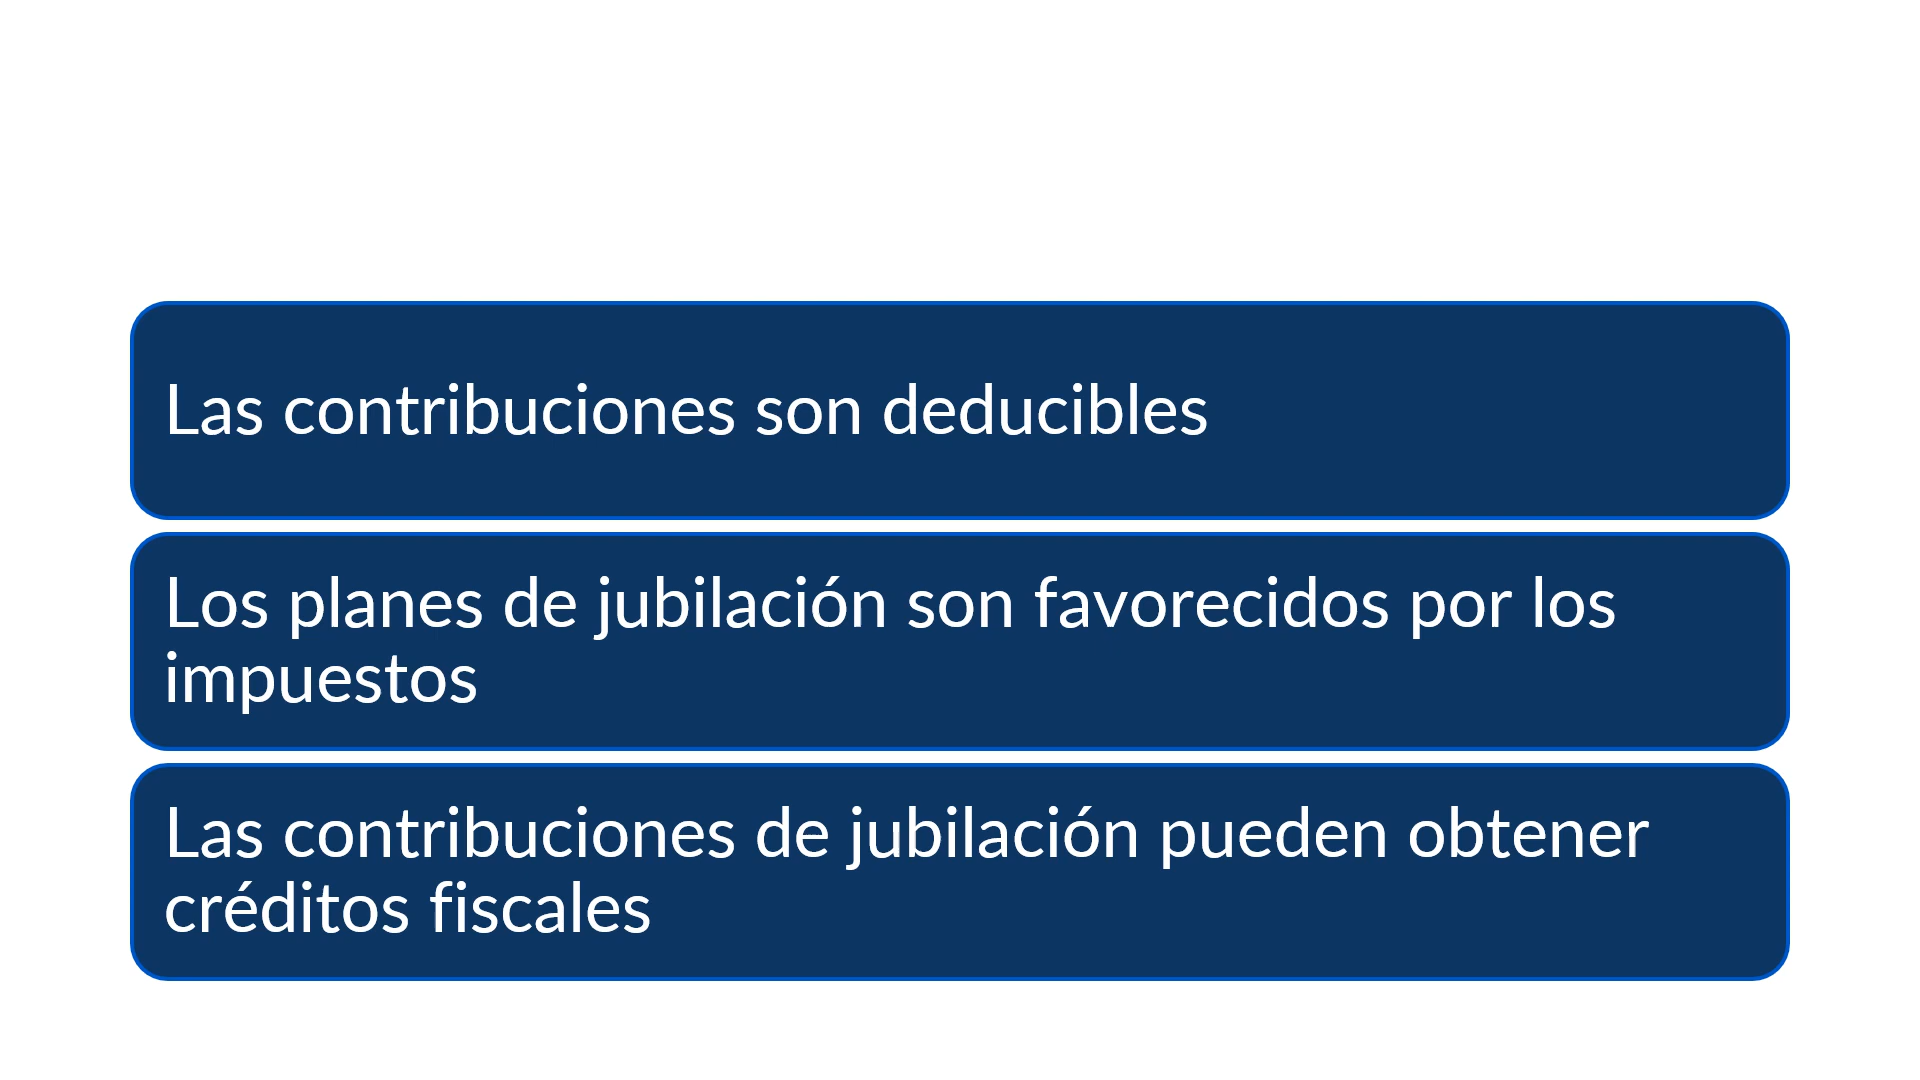 Las contribuciones son deducibles
Los planes de jubilación son favorecidos por los
impuestos
Las contribuciones de jubilación pueden obtener
créditos fiscales